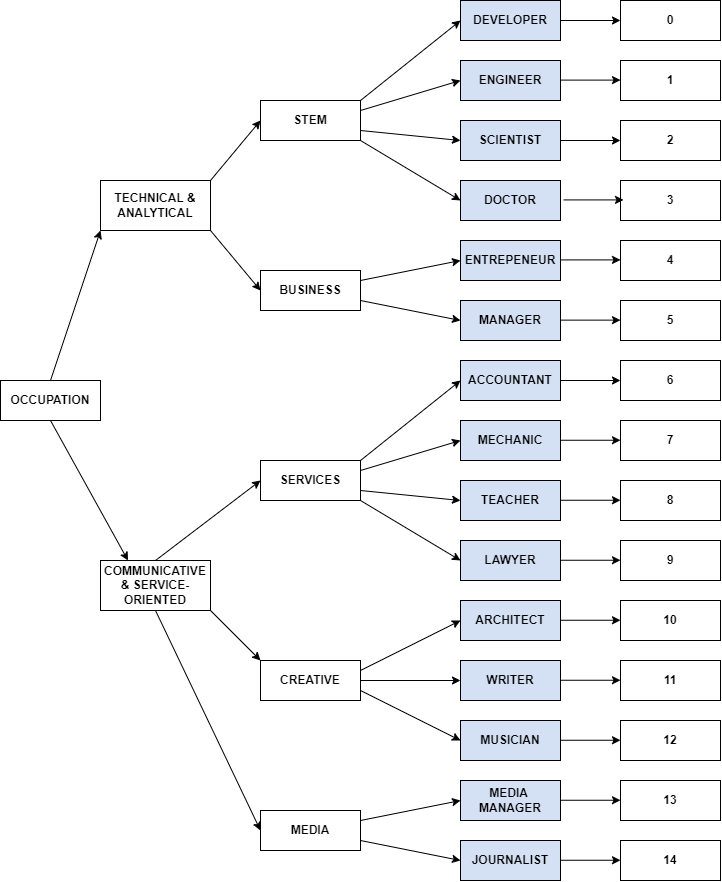 DEVELOPER
0
ENGINEER
1
STEM
SCIENTIST
2
TECHNICAL &
ANALYTICAL
DOCTOR
3
ENTREPENEUR
4
BUSINESS
MANAGER
5
OCCUPATION
ACCOUNTANT
6
MECHANIC
7
SERVICES
TEACHER
8
LAWYER
9
COMMUNICATIVE
& SERVICE-
ORIENTED
ARCHITECT
10
CREATIVE
WRITER
11
MUSICIAN
12
MEDIA
MANAGER
13
MEDIA
JOURNALIST
14